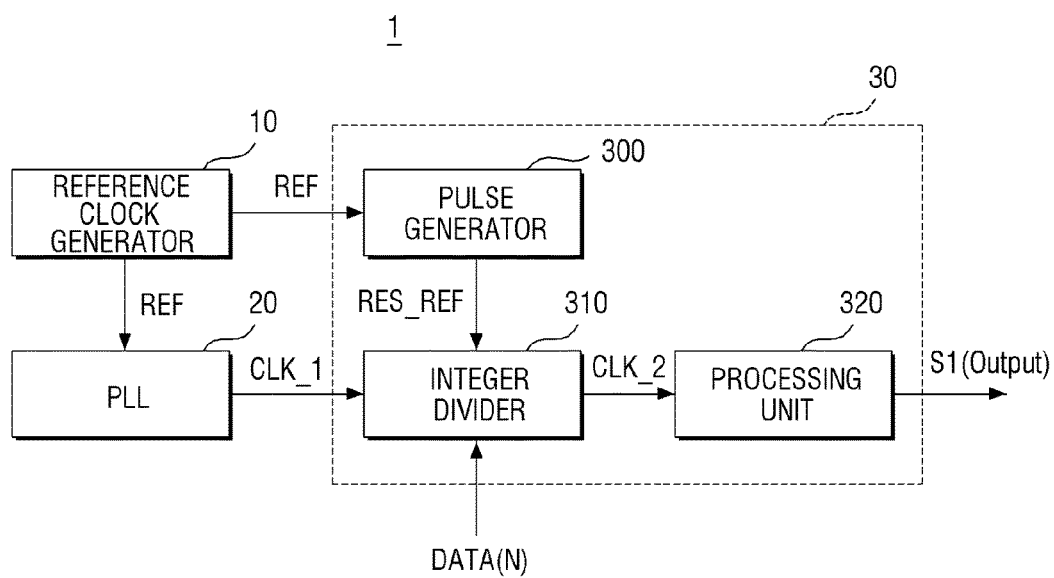 1
30
10
300
REFERENCE
CLOCK
GENERATOR
REF
PULSE
GENERATOR
REF
20
RES_REF
310
320
PLL
CLK_1
INTEGER
DIVIDER
CLK_2
PROCESSING
UNIT
S1(Output)
DATA(N)